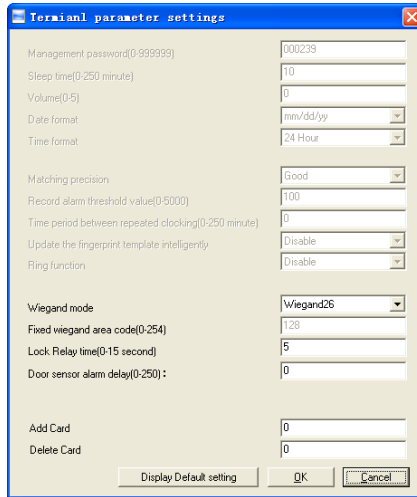 Termianl parameter settings
Management password(0-999999) 000239
Sleep time(0-250 minute) 10
Volume(0-5) 0
Date format mm/dd/yy
Time format 24 Hour
Matching precision Good
Record alarm threshold value(0-5000) 100
Time period between repeated clocking(0-250 minute) 0
Update the fingerprint template intelligently Disable
Ring function Disable
Wiegand mode Wiegand26
Fixed wiegand area code(0-254) 128
Lock Relay time(0-15 second) 5
Door sensor alarm delay(0-250): 0
Add Card 0
Delete Card 0
Display Default setting OK Cancel